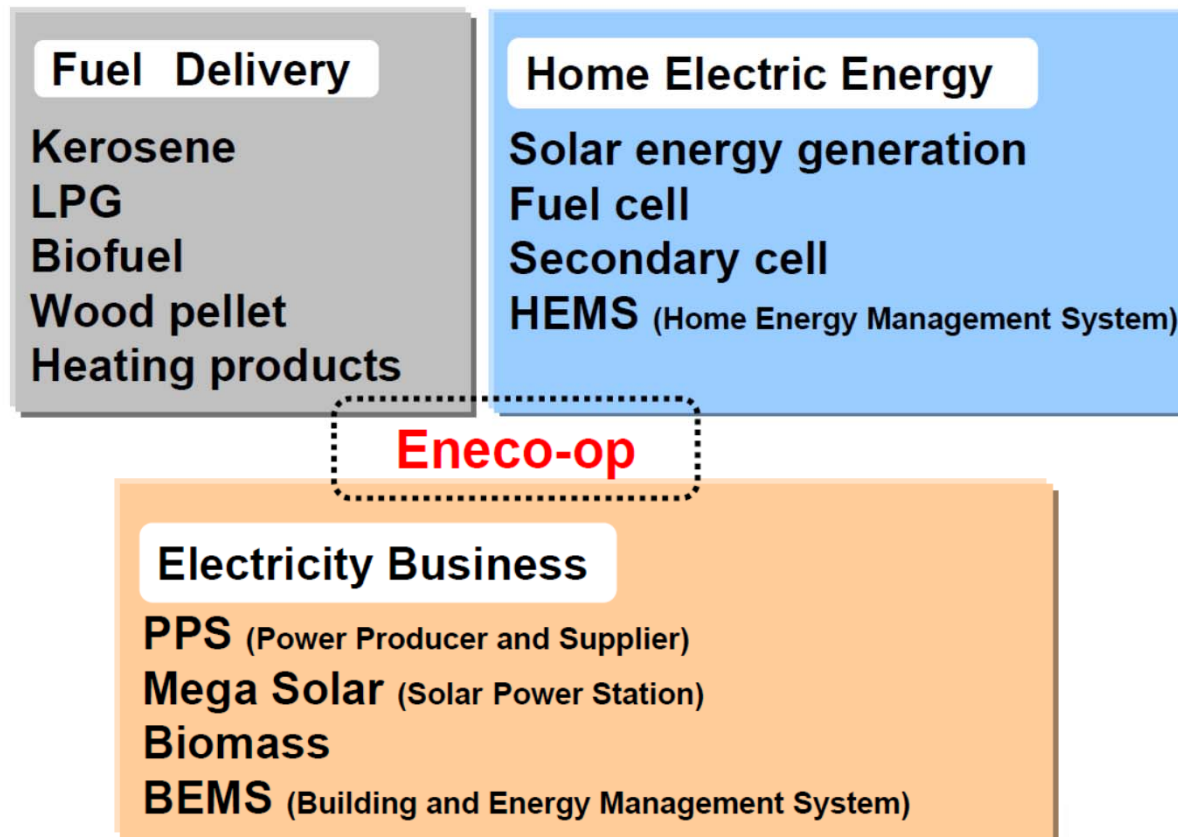 Fuel Delivery
Kerosene
LPG
Biofuel
Wood pellet
Heating products
Home Electric Energy
Solar energy generation
Fuel cell
Secondary cell
HEMS (Home Energy Management System)
Eneco-op
Electricity Business
PPS (Power Producer and Supplier)
Mega Solar (Solar Power Station)
Biomass
BEMS (Building and Energy Management System)